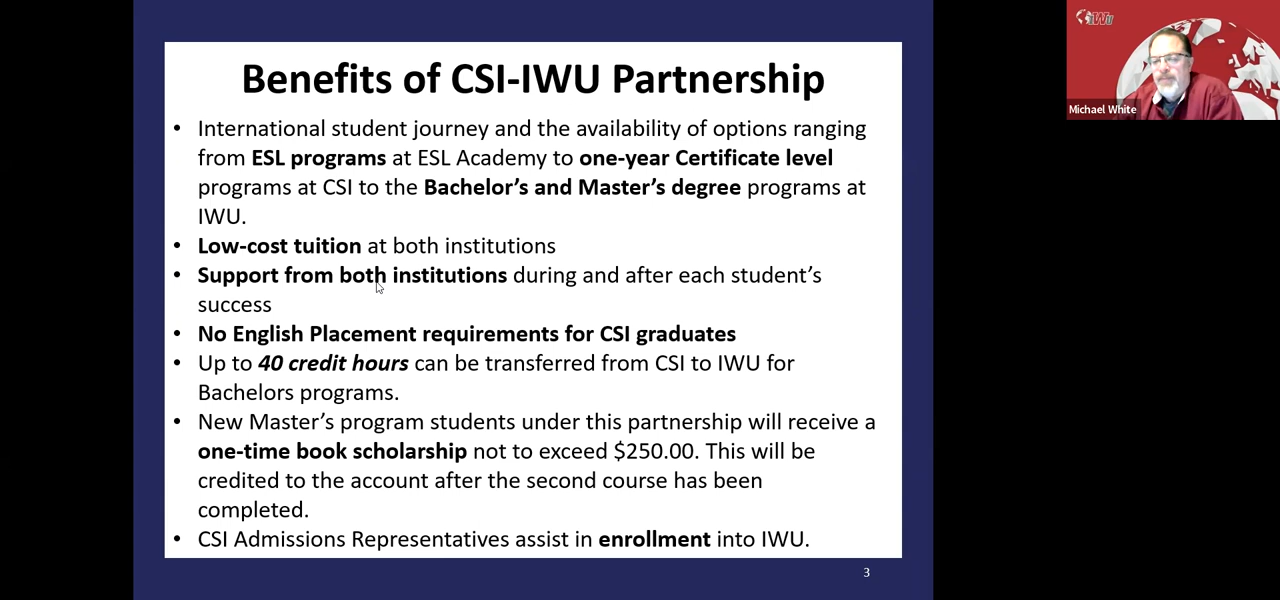 Benefits of CSI-IWU Partnership
• International student journey and the availability of options ranging
from ESL programs at ESL Academy to one-year Certificate level
programs at CSI to the Bachelor’s and Master’s degree programs at
IWU.
• Low-cost tuition at both institutions
• Support from both institutions during and after each student’s
success
• No English Placement requirements for CSI graduates
• Up to 40 credit hours can be transferred from CSI to IWU for
Bachelors programs.
• New Master’s program students under this partnership will receive a
one-time book scholarship not to exceed $250.00. This will be
credited to the account after the second course has been
completed.
• CSI Admissions Representatives assist in enrollment into IWU.
3
IWU
Michael White